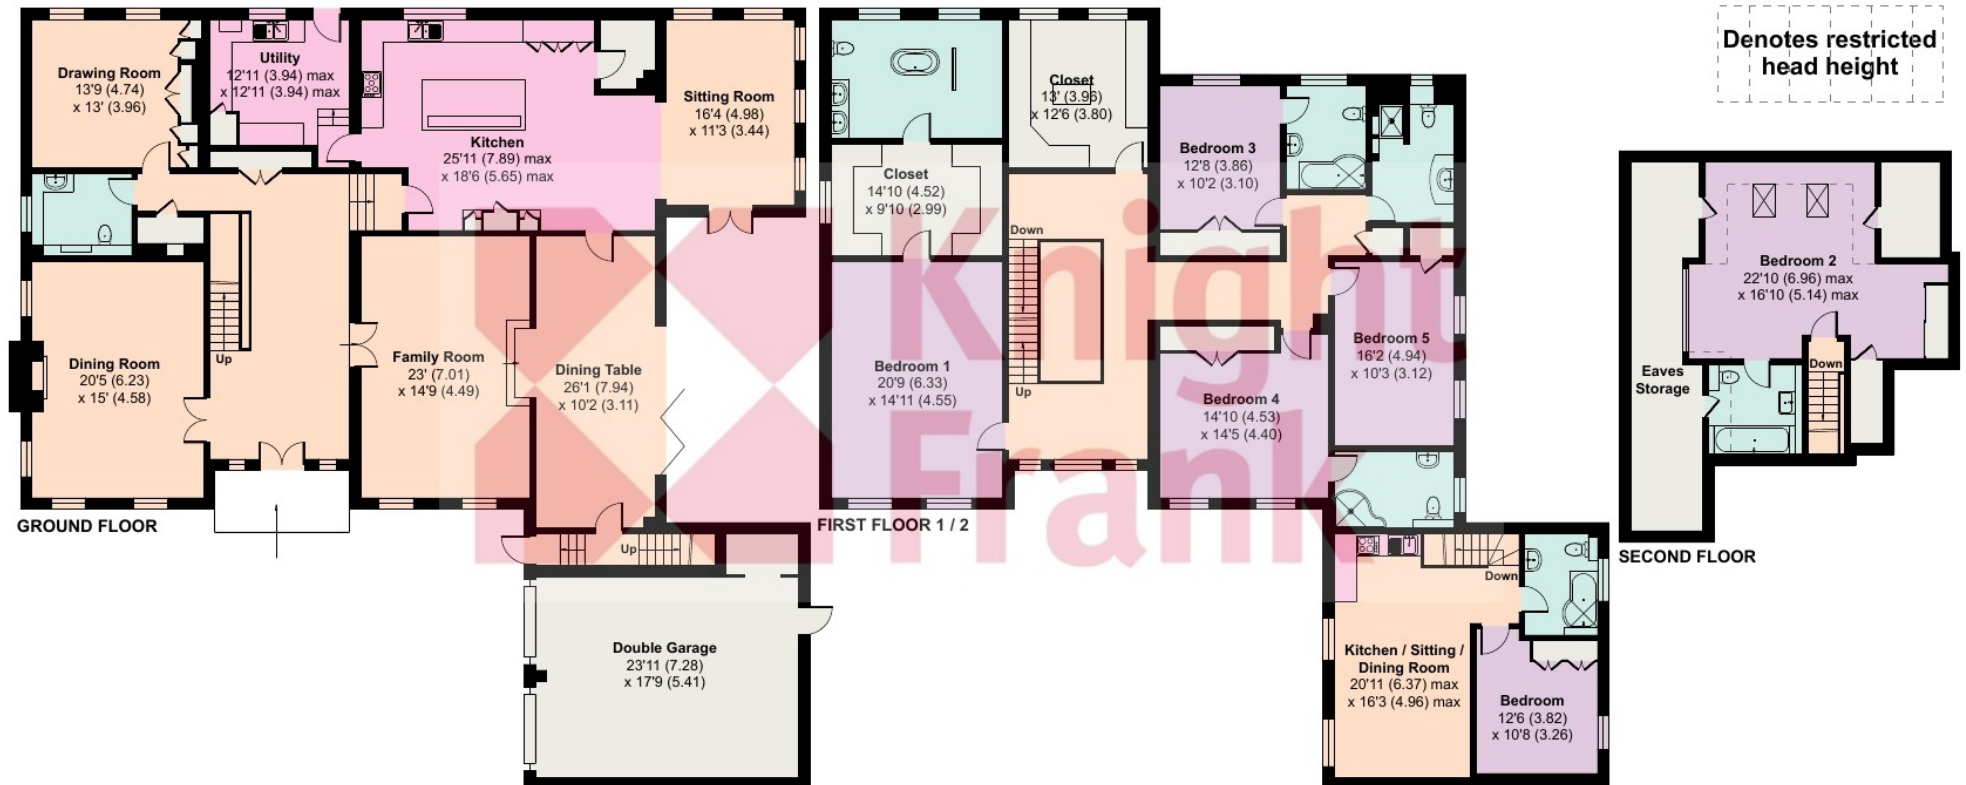 Drawing Room
13'9 (4.74)
x 13' (3.96)
Utility
12'11 (3.94) max
x 12'11 (3.94) max
Kitchen
25'11 (7.89) max
x 18'6 (5.65) max
Sitting Room
16'4 (4.98)
x 11'3 (3.44)
Dining Room
20'5 (6.23)
x 15' (4.58)
Up
Family Room
23' (7.01)
x 14'9 (4.49)
Dining Table
26'1 (7.94)
x 10'2 (3.11)
Up
Double Garage
23'11 (7.28)
x 17'9 (5.41)
GROUND FLOOR
Closet
14'10 (4.52)
x 9'10 (2.99)
Closet
13' (3.96)
x 12'6 (3.80)
Bedroom 3
12'8 (3.86)
x 10'2 (3.10)
Down
Up
Bedroom 1
20'9 (6.33)
x 14'11 (4.55)
Bedroom 4
14'10 (4.53)
x 14'5 (4.40)
Bedroom 5
16'2 (4.94)
x 10'3 (3.12)
FIRST FLOOR 1 / 2
Down
Kitchen / Sitting /
Dining Room
20'11 (6.37) max
x 16'3 (4.96) max
Bedroom
12'6 (3.82)
x 10'8 (3.26)
Denotes restricted
head height
Bedroom 2
22'10 (6.96) max
x 16'10 (5.14) max
Eaves
Storage
Down
SECOND FLOOR
Knight
Frank